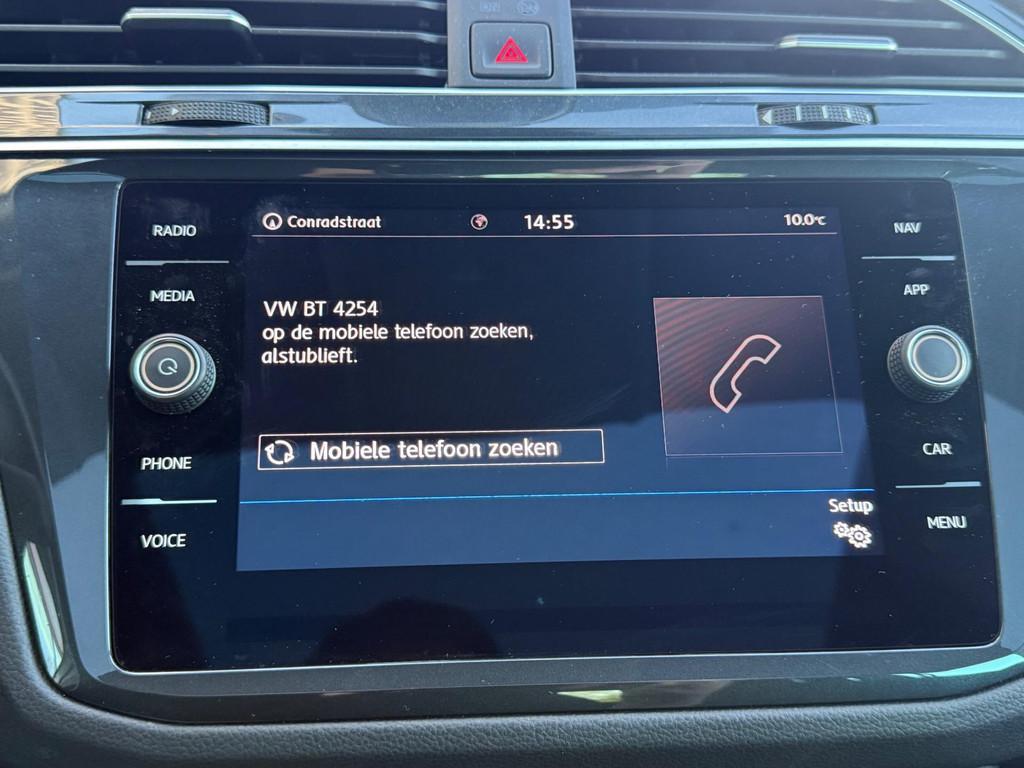 Conradstraat
14:55
10.0°C
RADIO
MEDIA
PHONE
VOICE
VW BT 4254
op de mobiele telefoon zoeken,
alstublieft.
Mobiele telefoon zoeken
Setup
NAV
APP
CAR
MENU